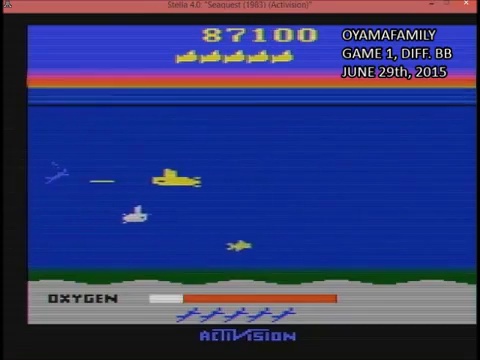 Stella 4.0: "Seaquest (1983) (Activision)"
87100
OYAMAFAMILY
GAME 1, DIFF. BB
JUNE 29th, 2015
OXYGEN
ACTIVISION